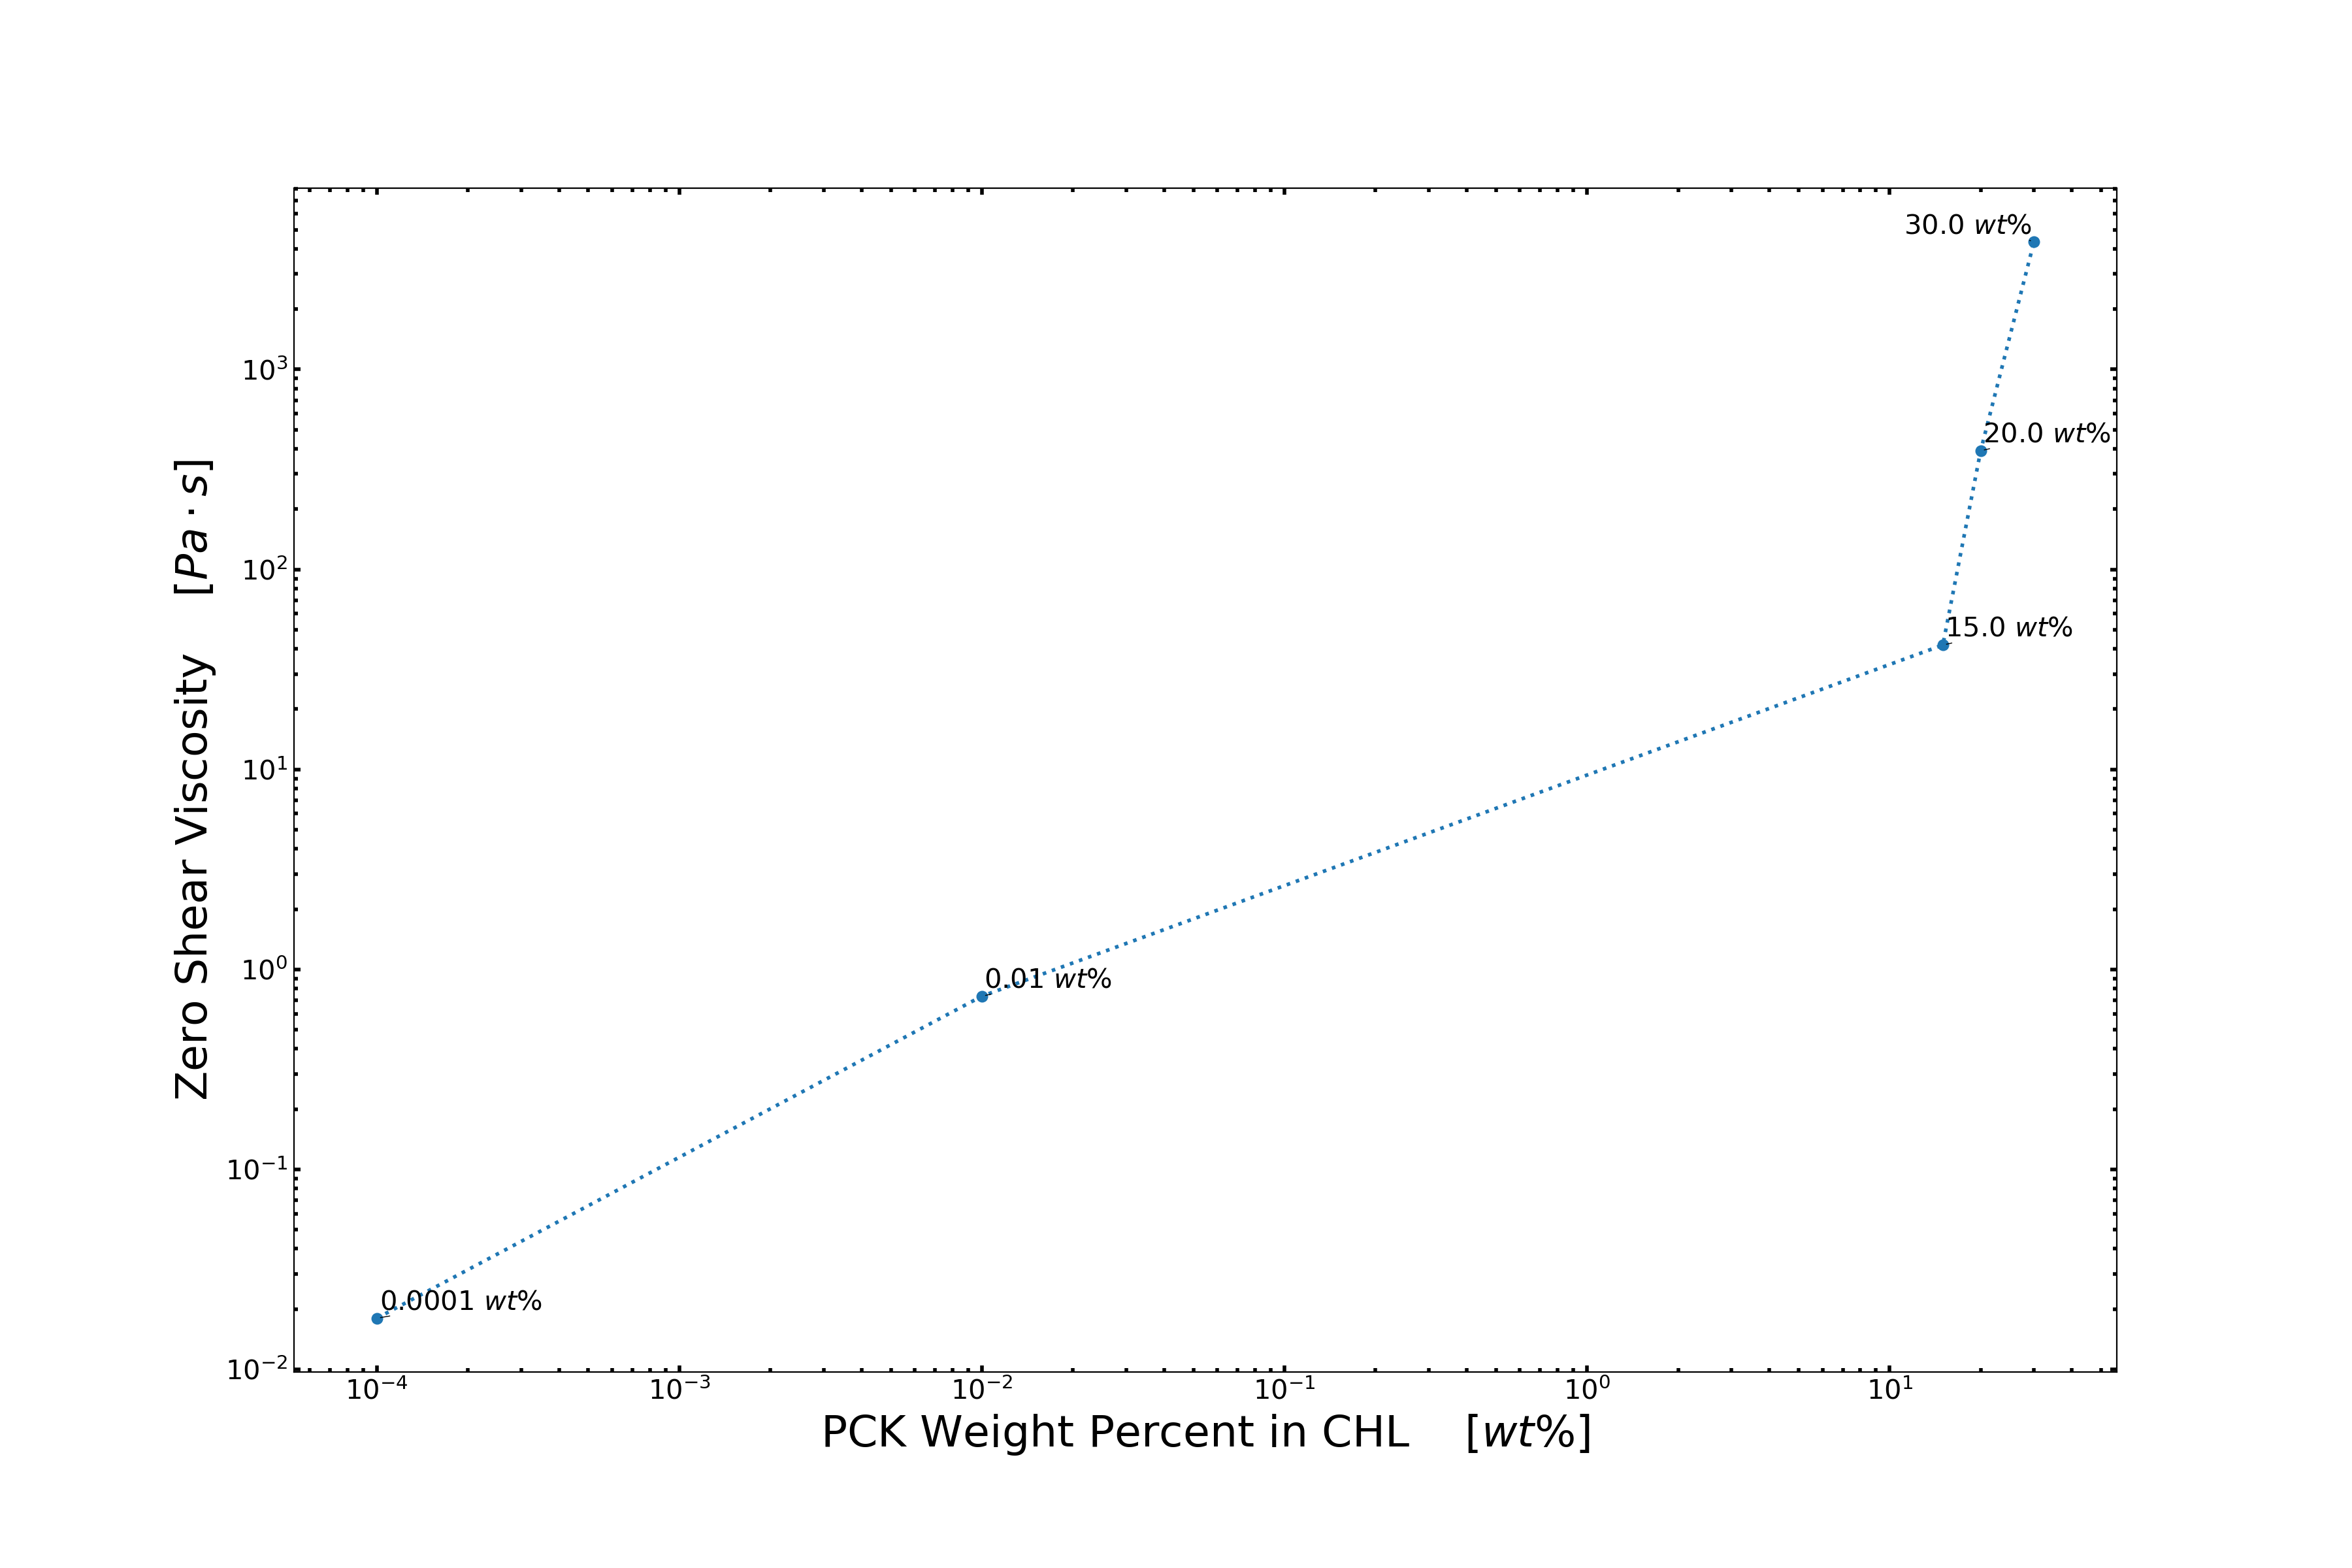 30.0 wt%
20.0 wt%
15.0 wt%
0.01 wt%
0.0001 wt%
10³
10²
10¹
10⁰
10⁻¹
10⁻²
10⁻⁴ 10⁻³ 10⁻² 10⁻¹ 10⁰ 10¹
PCK Weight Percent in CHL [wt%]
Zero Shear Viscosity [Pa · s]